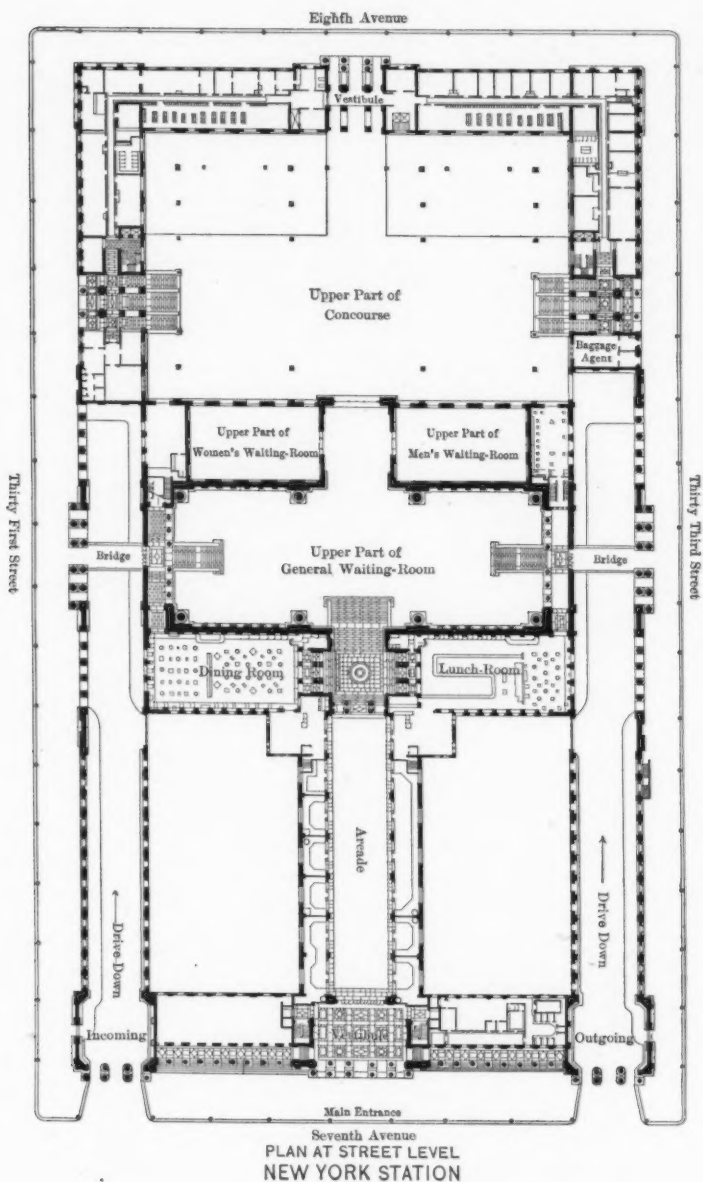 Eighth Avenue
Vestibule
Upper Part of
Concourse
Baggage
Agent
Upper Part of
Women's Waiting-Room
Upper Part of
Men's Waiting-Room
Thirty First Street
Thirty Third Street
Bridge
Upper Part of
General Waiting-Room
Bridge
Dining Room
Lunch-Room
Arcade
Drive Down
Drive Down
Incoming
Vestibule
Outgoing
Main Entrance
Seventh Avenue
PLAN AT STREET LEVEL
NEW YORK STATION